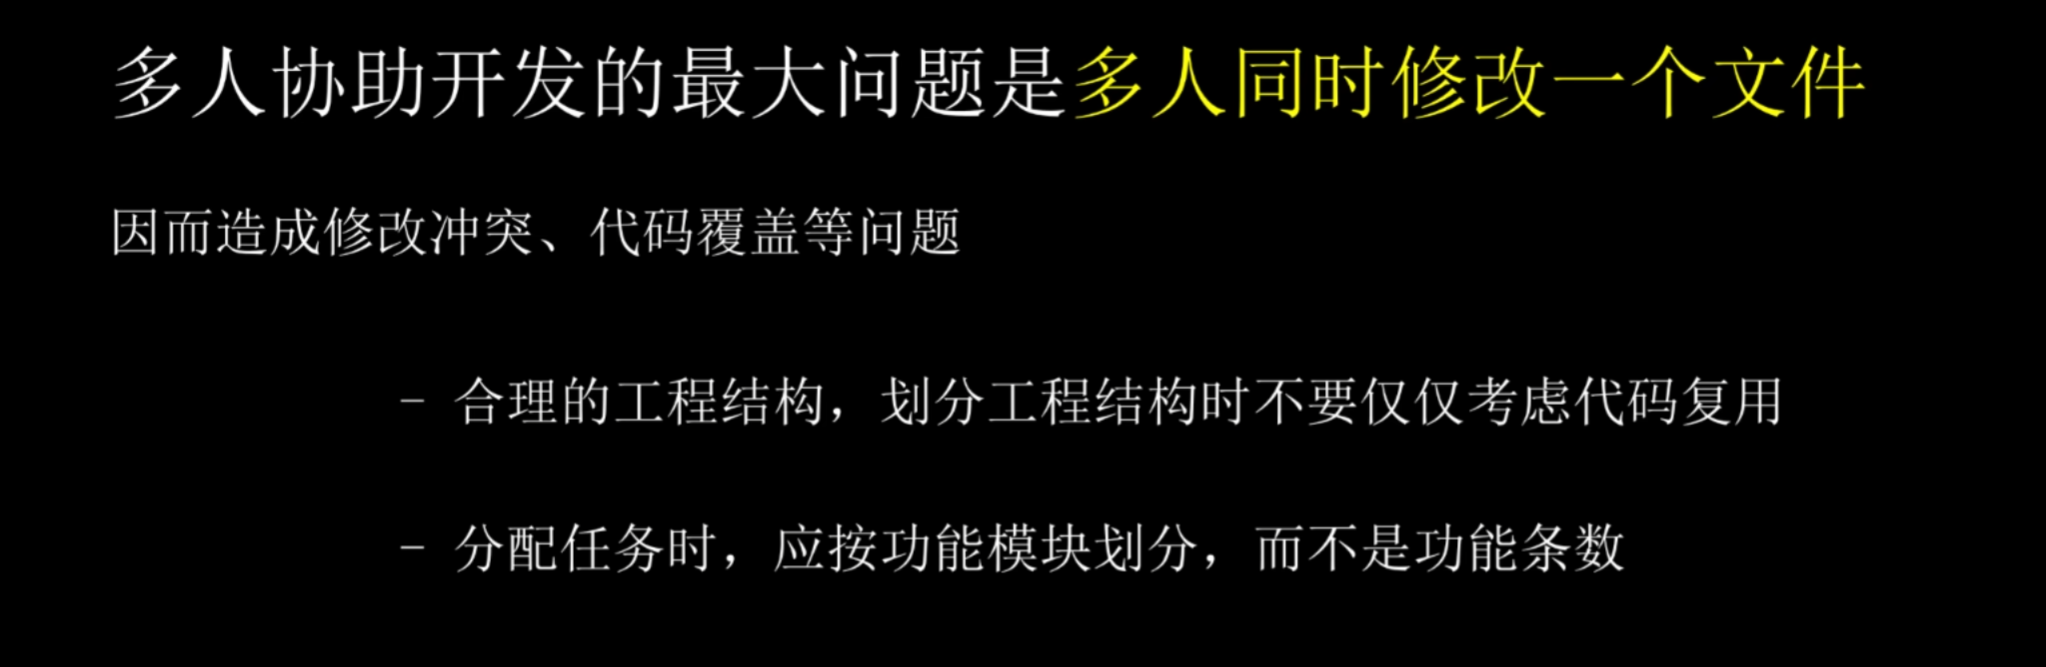 多人协助开发的最大问题是多人同时修改一个文件
因而造成修改冲突、代码覆盖等问题
- 合理的工程结构，划分工程结构时不要仅仅考虑代码复用
- 分配任务时，应按功能模块划分，而不是功能条数